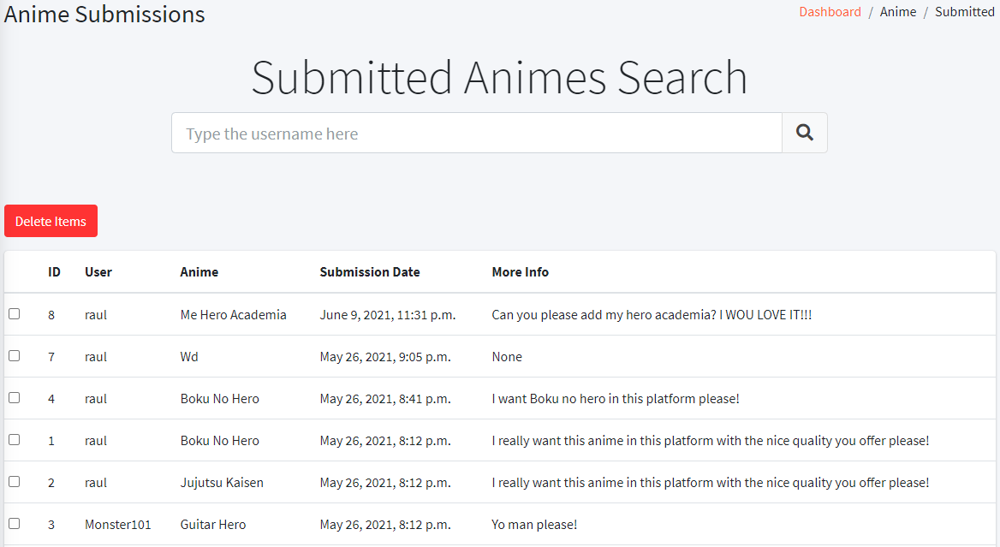 Anime Submissions
Dashboard / Anime / Submitted
Submitted Animes Search
Type the username here
Delete Items
ID User Anime Submission Date More Info
8 raul Me Hero Academia June 9, 2021, 11:31 p.m. Can you please add my hero academia? I WOU LOVE IT!!!
7 raul Wd May 26, 2021, 9:05 p.m. None
4 raul Boku No Hero May 26, 2021, 8:41 p.m. I want Boku no hero in this platform please!
1 raul Boku No Hero May 26, 2021, 8:12 p.m. I really want this anime in this platform with the nice quality you offer please!
2 raul Jujutsu Kaisen May 26, 2021, 8:12 p.m. I really want this anime in this platform with the nice quality you offer please!
3 Monster101 Guitar Hero May 26, 2021, 8:12 p.m. Yo man please!